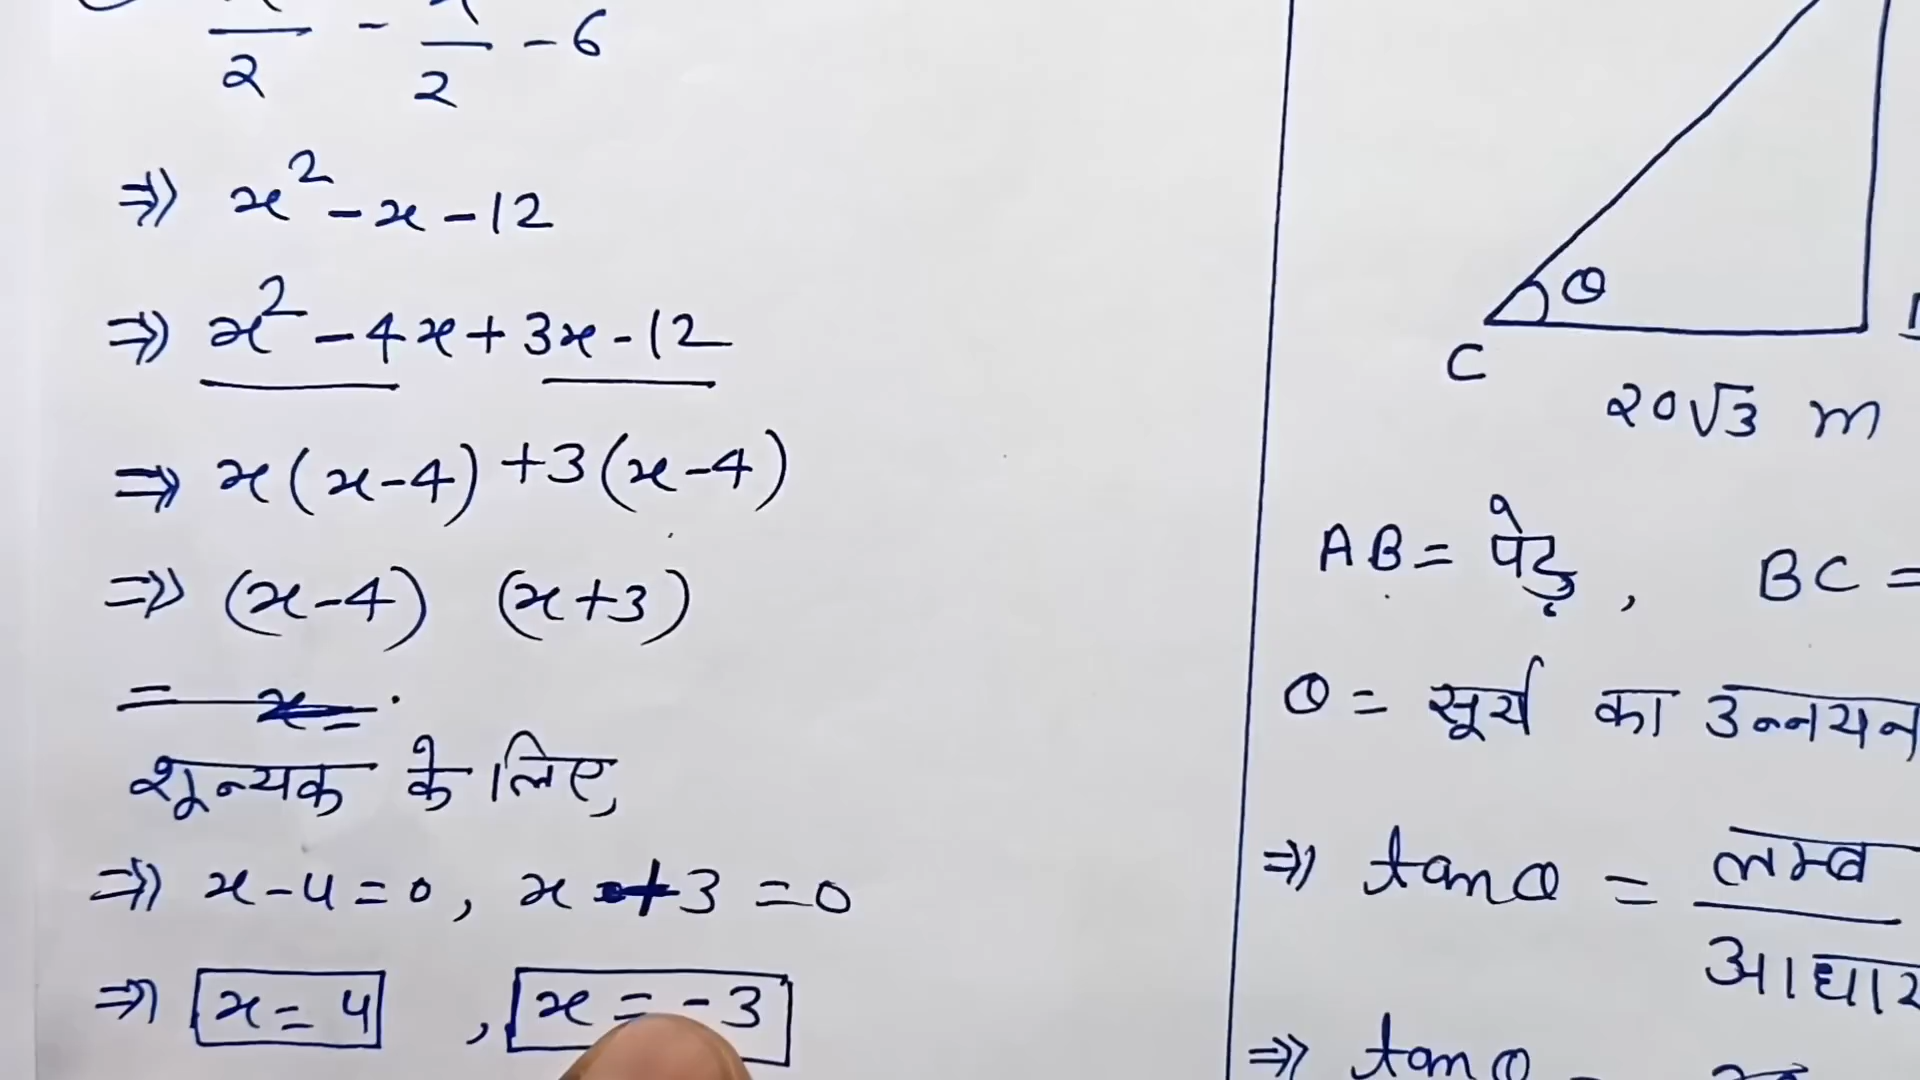 x/2 - x/2 - 6
⇒ x² - x - 12
⇒ x² - 4x + 3x - 12
⇒ x(x-4) +3(x-4)
⇒ (x-4) (x+3)
शून्यक के लिए,
⇒ x-4=0, x+3=0
⇒ x=4, x=-3
θ
C
20√3 m
AB = पेड़, BC =
θ = सूर्य का उन्नयन
⇒ tanθ = लम्ब/आधार
⇒ tanθ =